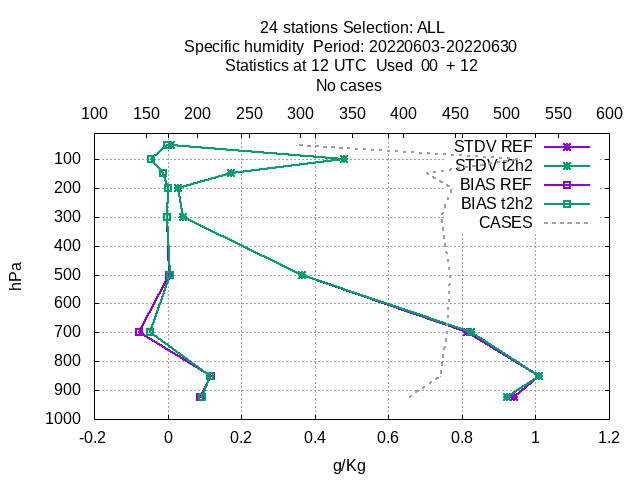 24 stations Selection: ALL
Specific humidity  Period: 20220603-20220630
Statistics at 12 UTC  Used  00  + 12
No cases
100 150 200 250 300 350 400 450 500 550 600
STDV REF
STDV t2h2
BIAS REF
BIAS t2h2
CASES
100
200
300
400
500
600
700
800
900
1000
hPa
-0.2 0 0.2 0.4 0.6 0.8 1 1.2
g/Kg